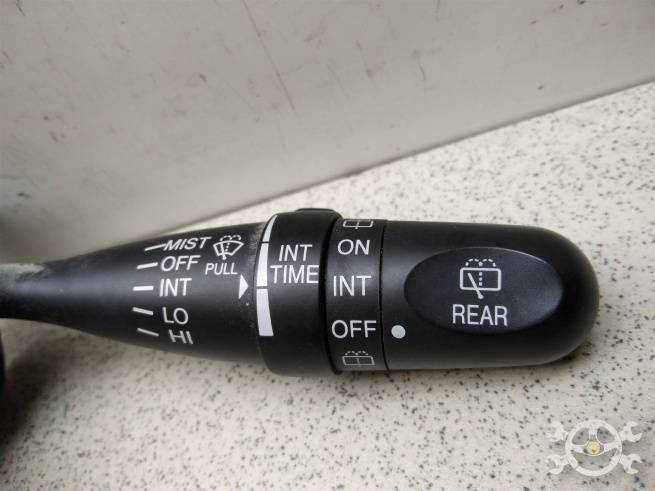 MIST
OFF
PULL
INT
LO
HI
INT
TIME
ON
INT
OFF
REAR